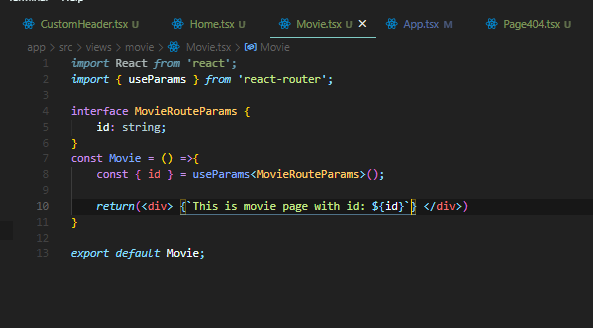 Terminal Help
CustomHeader.tsx U Home.tsx U Movie.tsx U × App.tsx M Page404.tsx U
app > src > views > movie > Movie.tsx > Movie
1 import React from 'react';
2 import { useParams } from 'react-router';
3
4 interface MovieRouteParams {
5 id: string;
6 }
7 const Movie = () =>{
8 const { id } = useParams<MovieRouteParams>();
9
10 return(<div> {`This is movie page with id: ${id}`} </div>)
11 }
12
13 export default Movie;